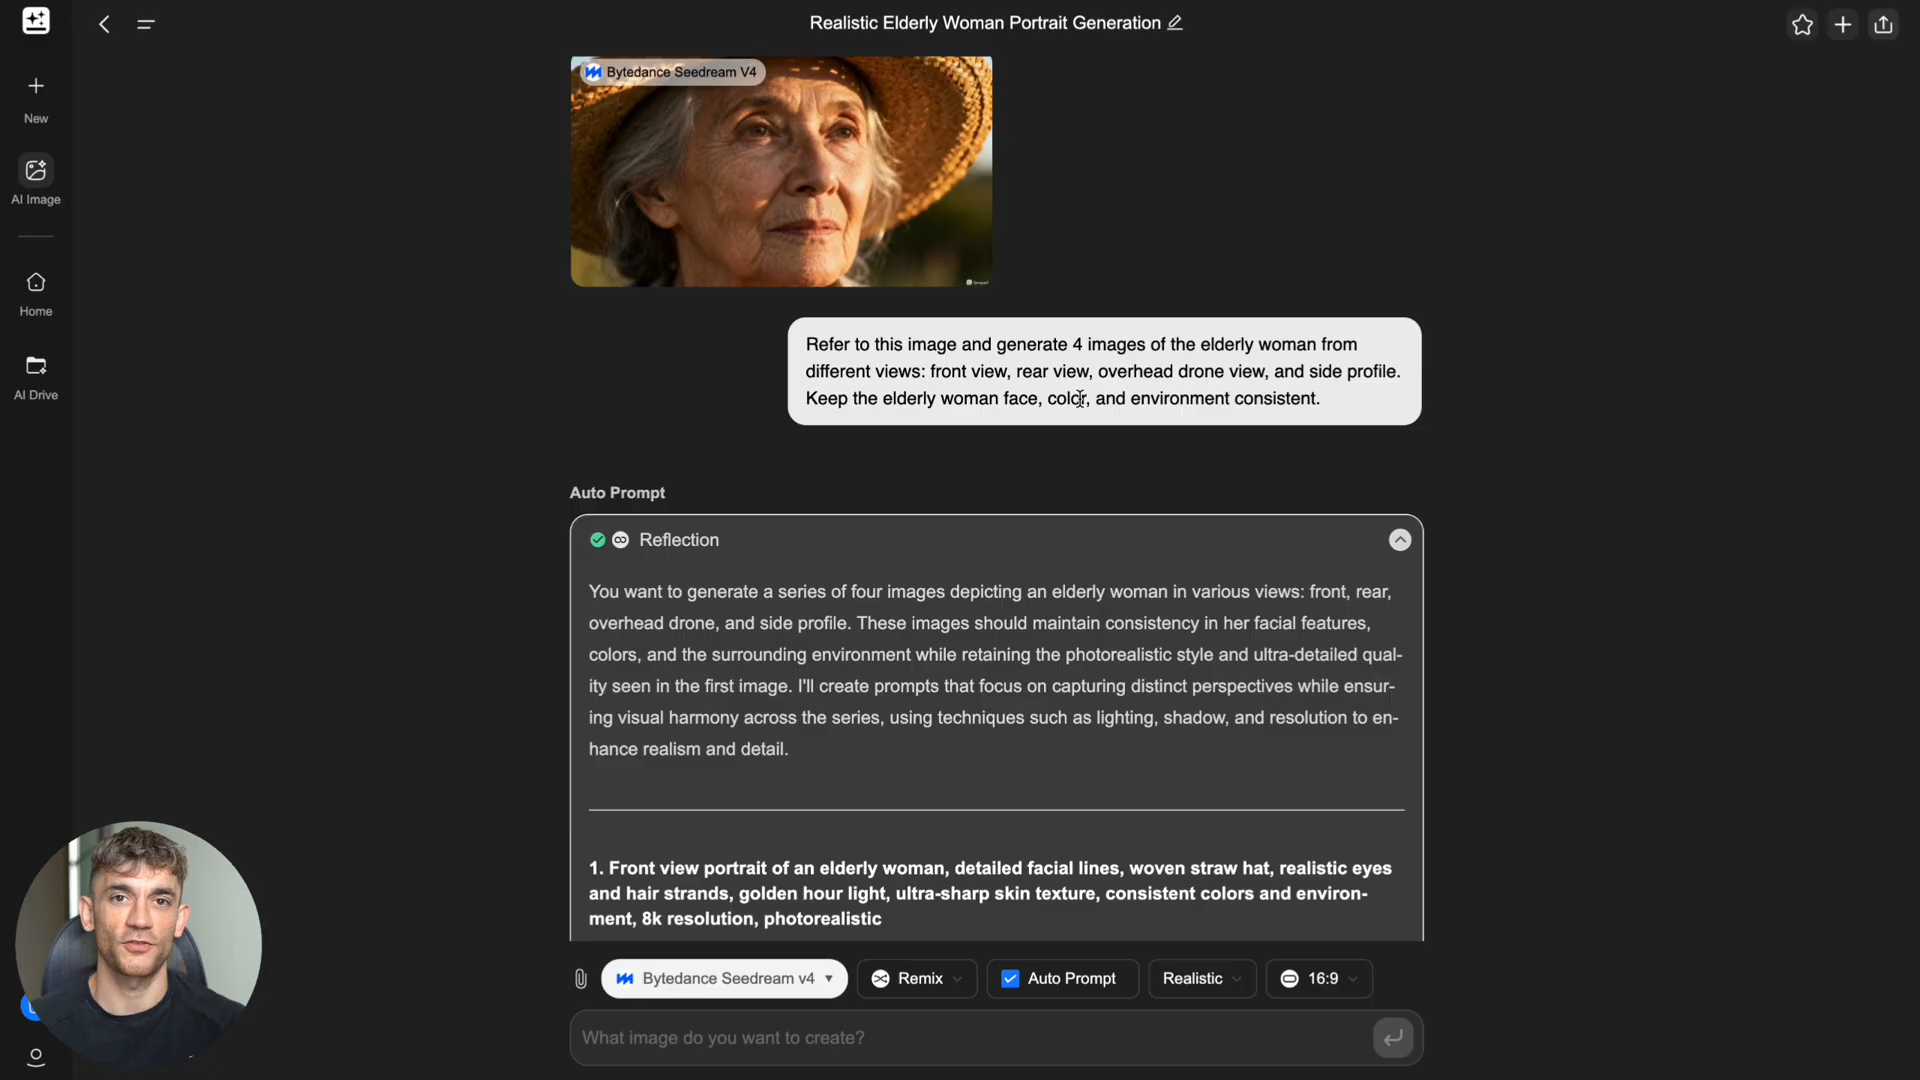 Realistic Elderly Woman Portrait Generation
Bytedance Seedream V4
New
AI Image
Home
AI Drive
Refer to this image and generate 4 images of the elderly woman from
different views: front view, rear view, overhead drone view, and side profile.
Keep the elderly woman face, color, and environment consistent.
Auto Prompt
Reflection
You want to generate a series of four images depicting an elderly woman in various views: front, rear,
overhead drone, and side profile. These images should maintain consistency in her facial features,
colors, and the surrounding environment while retaining the photorealistic style and ultra-detailed qual-
ity seen in the first image. I'll create prompts that focus on capturing distinct perspectives while ensur-
ing visual harmony across the series, using techniques such as lighting, shadow, and resolution to en-
hance realism and detail.
1. Front view portrait of an elderly woman, detailed facial lines, woven straw hat, realistic eyes
and hair strands, golden hour light, ultra-sharp skin texture, consistent colors and environ-
ment, 8k resolution, photorealistic
Bytedance Seedream v4
Remix
Auto Prompt
Realistic
16:9
What image do you want to create?